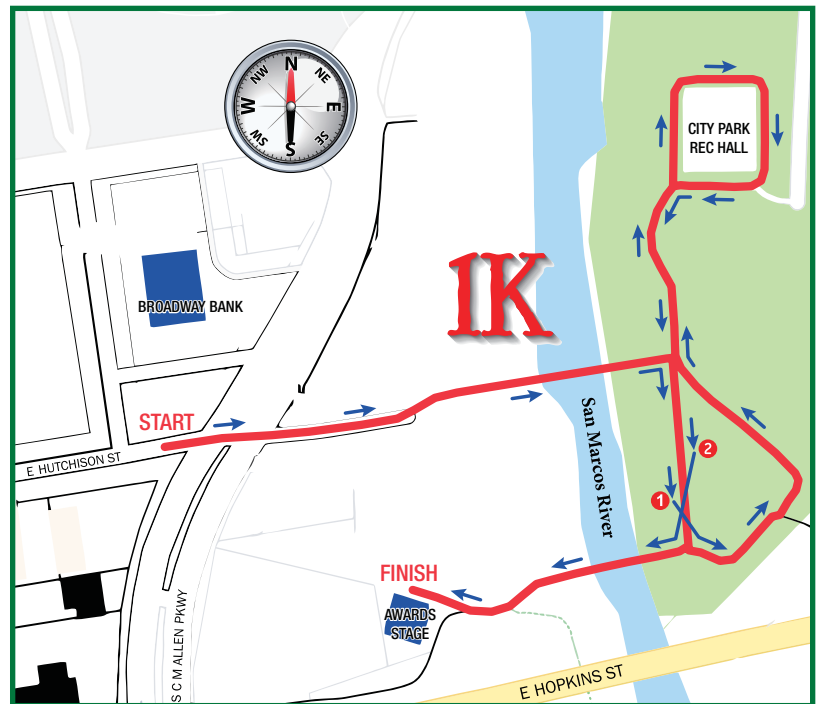 N
NE
E
SE
S
SW
W
NW
CITY PARK
REC HALL
1K
BROADWAY BANK
START
E HUTCHISON ST
San Marcos River
2
1
FINISH
AWARDS
STAGE
S C M ALLEN PKWY
E HOPKINS ST